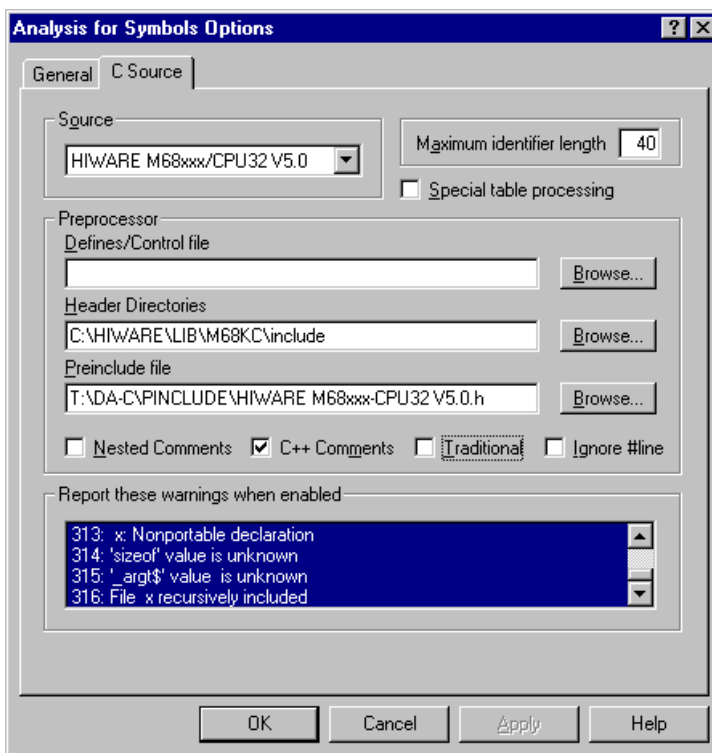 Analysis for Symbols Options
General
C Source
Source
HIWARE M68xxx/CPU32 V5.0
Maximum identifier length 40
Special table processing
Preprocessor
Defines/Control file
Browse...
Header Directories
C:\HIWARE\LIB\M68KC\include
Browse...
Preinclude file
T:\DA-C\PINCLUDE\HIWARE M68xxx-CPU32 V5.0.h
Browse...
Nested Comments C++ Comments Traditional Ignore #line
Report these warnings when enabled
313: x: Nonportable declaration
314: 'sizeof' value is unknown
315: '_argt$' value is unknown
316: File x recursively included
OK Cancel Apply Help